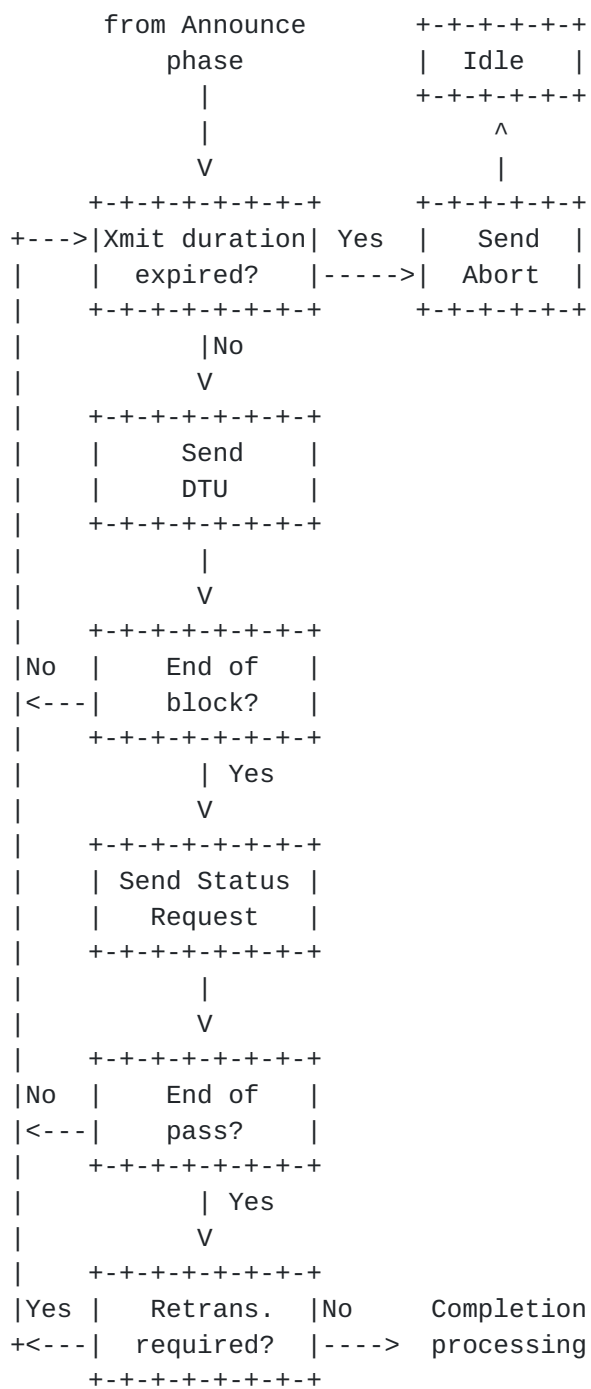 from Announce       +-+-+-+-+-+
          phase            |  Idle   |
            |              +-+-+-+-+-+
            |                   ^
            V                   |
     +-+-+-+-+-+-+-+-+      +-+-+-+-+-+
+--->|Xmit duration| Yes  |   Send  |
|    |  expired?   |----->|  Abort  |
|    +-+-+-+-+-+-+-+      +-+-+-+-+-+
|           |No
|           V
|    +-+-+-+-+-+-+-+
|    |     Send    |
|    |     DTU     |
|    +-+-+-+-+-+-+-+
|           |
|           V
|    +-+-+-+-+-+-+-+
|No  |    End of   |
|<---|    block?   |
|    +-+-+-+-+-+-+-+
|           | Yes
|           V
|    +-+-+-+-+-+-+-+
|    | Send Status |
|    |   Request   |
|    +-+-+-+-+-+-+-+
|           |
|           V
|    +-+-+-+-+-+-+-+
|No  |    End of   |
|<---|    pass?    |
|    +-+-+-+-+-+-+-+
|           | Yes
|           V
|    +-+-+-+-+-+-+-+
|Yes |   Retrans.  |No     Completion
+<---|  required?  |---->  processing
     +-+-+-+-+-+-+-+